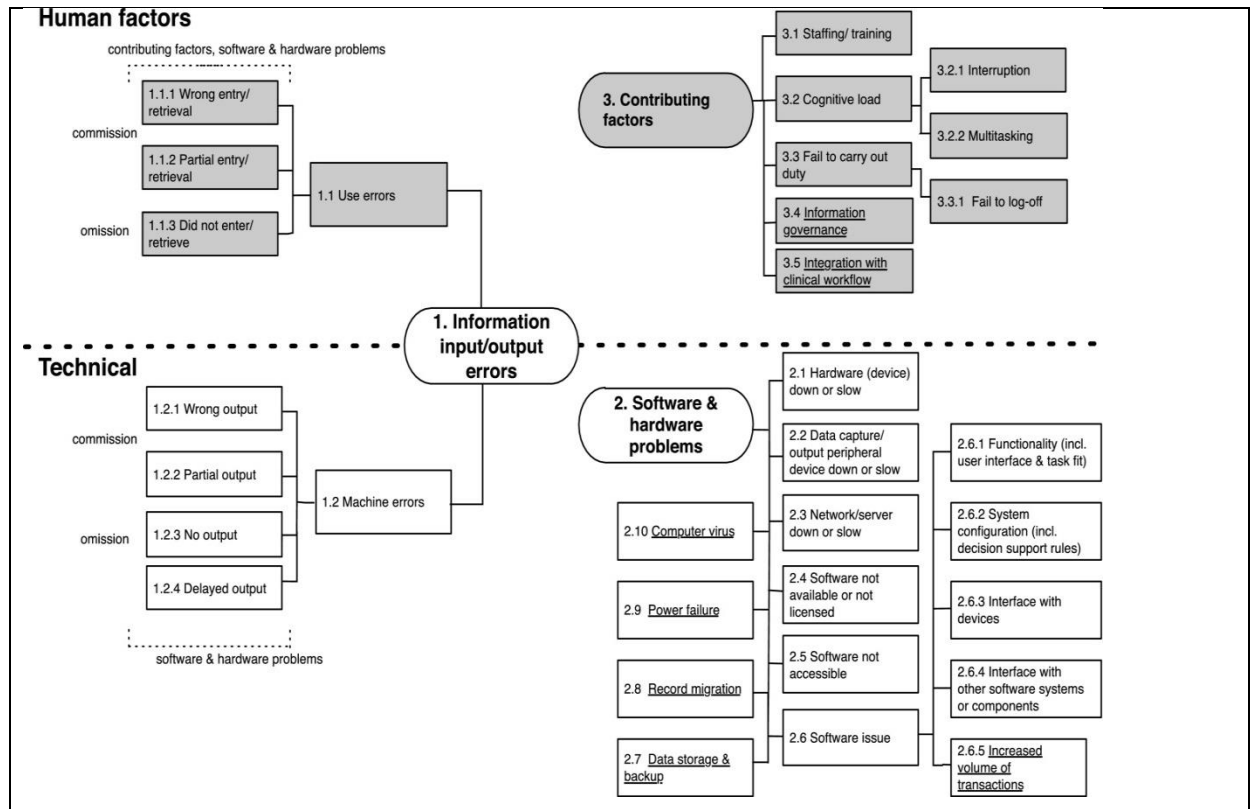 Human factors
contributing factors, software & hardware problems
1.1.1 Wrong entry/
retrieval
commission
1.1.2 Partial entry/
retrieval
omission
1.1.3 Did not enter/
retrieve
1.1 Use errors
3. Contributing
factors
3.1 Staffing/ training
3.2 Cognitive load
3.2.1 Interruption
3.2.2 Multitasking
3.3 Fail to carry out
duty
3.3.1 Fail to log-off
3.4 Information
governance
3.5 Integration with
clinical workflow
1. Information
input/output
errors
Technical
1.2.1 Wrong output
commission
1.2.2 Partial output
omission
1.2.3 No output
1.2.4 Delayed output
software & hardware problems
1.2 Machine errors
2. Software &
hardware
problems
2.1 Hardware (device)
down or slow
2.2 Data capture/
output peripheral
device down or slow
2.3 Network/server
down or slow
2.4 Software not
available or not
licensed
2.5 Software not
accessible
2.6 Software issue
2.10 Computer virus
2.9 Power failure
2.8 Record migration
2.7 Data storage &
backup
2.6.1 Functionality (incl.
user interface & task fit)
2.6.2 System
configuration (incl.
decision support rules)
2.6.3 Interface with
devices
2.6.4 Interface with
other software systems
or components
2.6.5 Increased
volume of
transactions